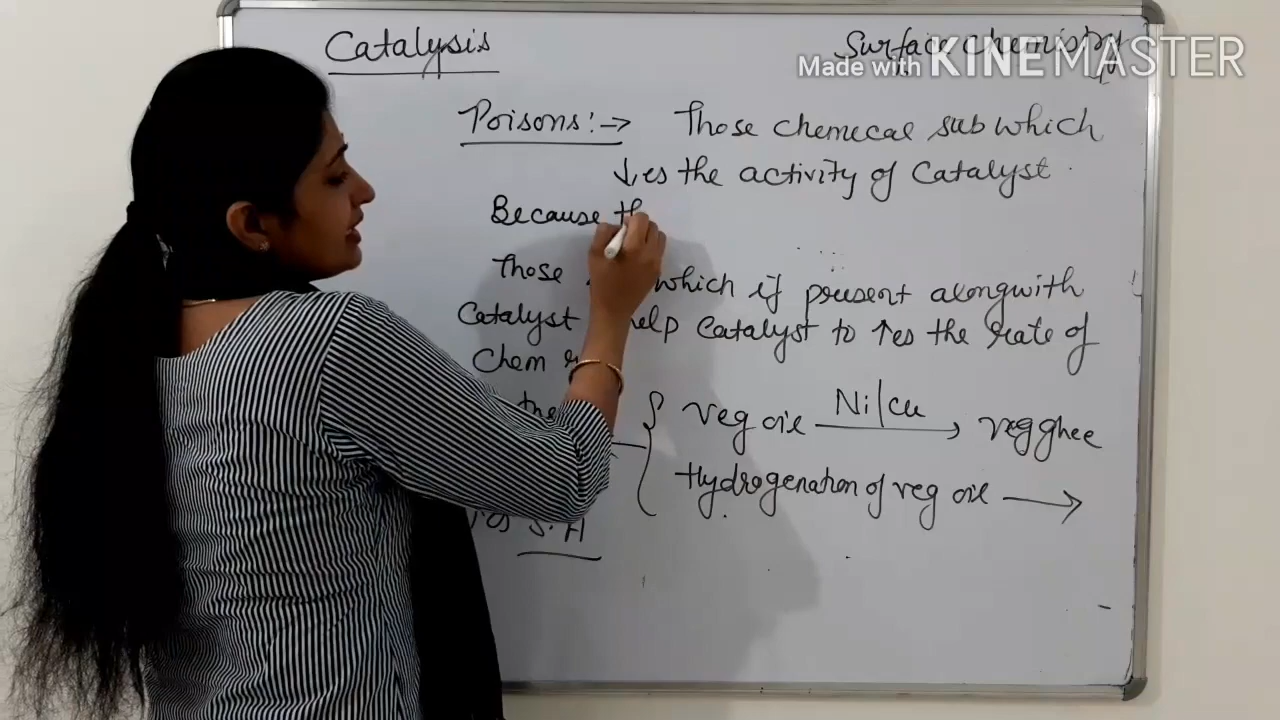 Catalysis
Surface chemistry
Made with KINEMASTER
Poisons:→ Those chemecal sub which
↓es the activity of Catalyst.
Because th
Those which if present alongwith
Catalyst help Catalyst to ↑es the rate of
Chem
the
{ veg oil Ni/Cu → veg ghee
Hydrogenation of veg oil →
S.A